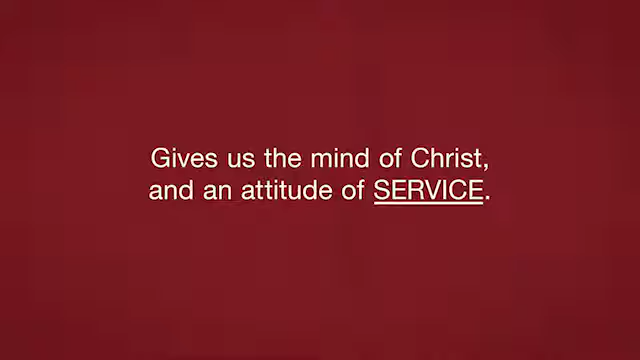 Gives us the mind of Christ,
and an attitude of SERVICE.